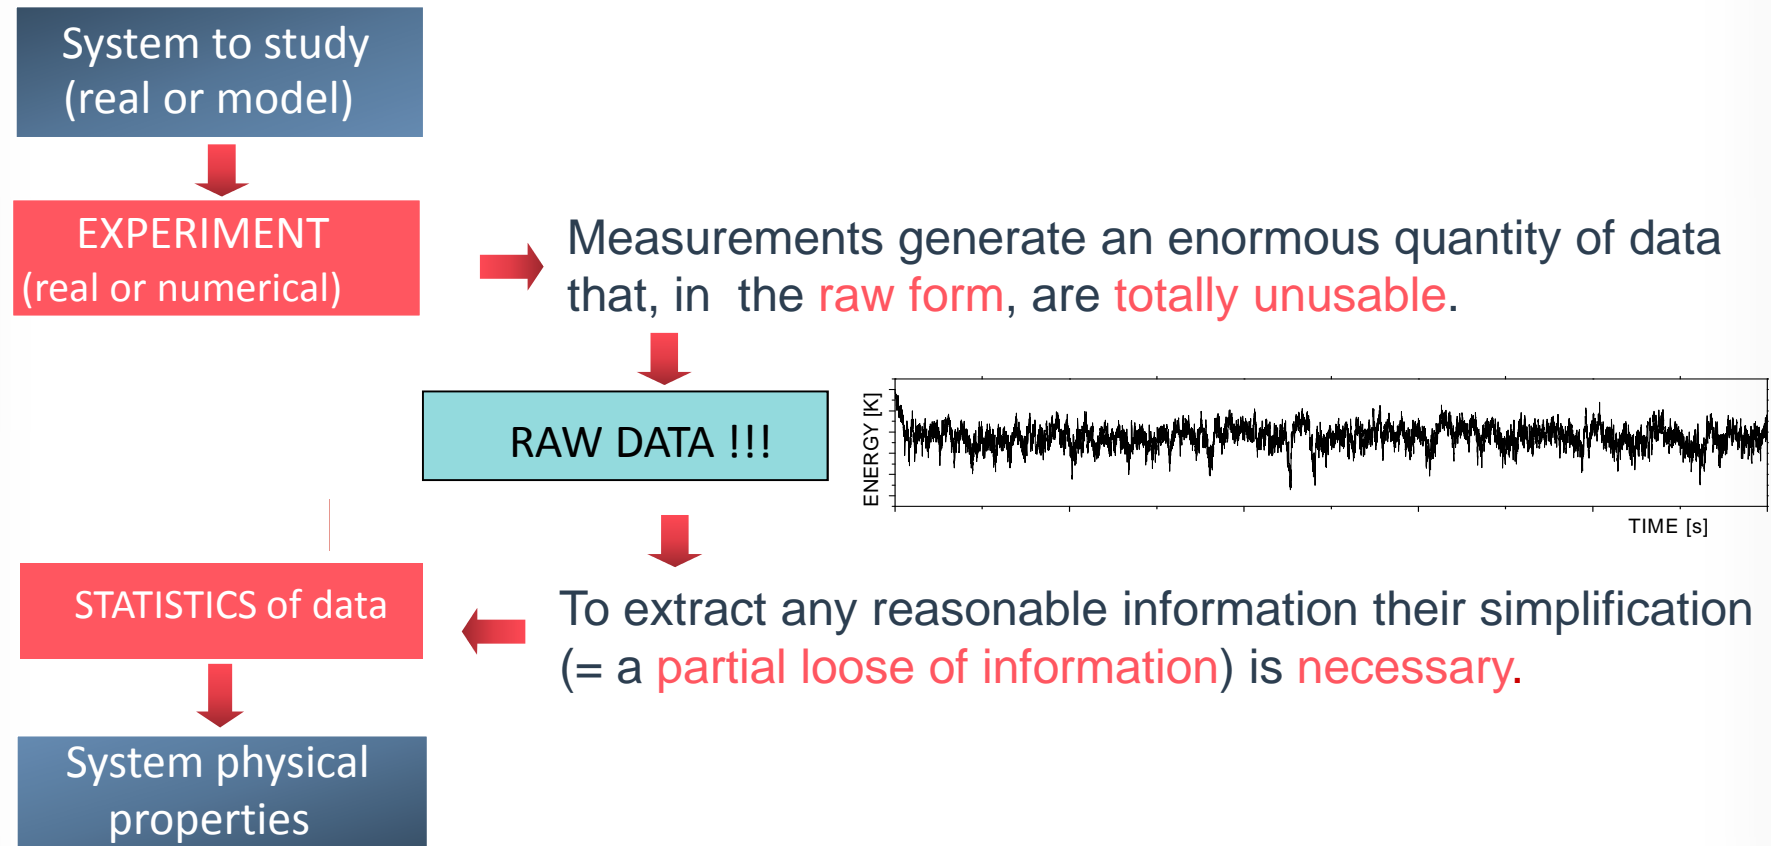 System to study
(real or model)
EXPERIMENT
(real or numerical)
Measurements generate an enormous quantity of data
that, in the raw form, are totally unusable.
RAW DATA !!!
ENERGY [K]
TIME [s]
STATISTICS of data
To extract any reasonable information their simplification
(= a partial loose of information) is necessary.
System physical
properties